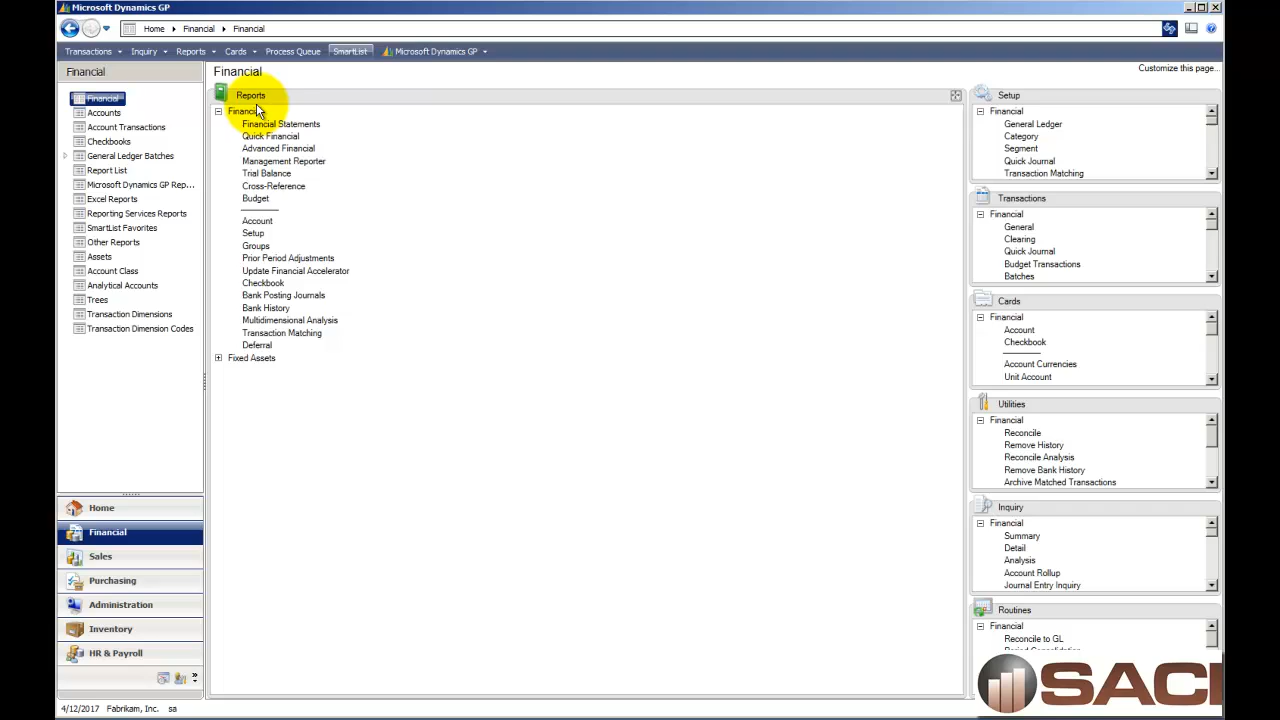 Microsoft Dynamics GP
Home Financial Financial
Transactions Inquiry Reports Cards Process Queue SmartList Microsoft Dynamics GP
Financial
Financial
Accounts
Account Transactions
Checkbooks
General Ledger Batches
Report List
Microsoft Dynamics GP Rep...
Excel Reports
Reporting Services Reports
SmartList Favorites
Other Reports
Assets
Account Class
Analytical Accounts
Trees
Transaction Dimensions
Transaction Dimension Codes
Home
Financial
Sales
Purchasing
Administration
Inventory
HR & Payroll
Financial
Customize this page...
Reports
Financial
Financial Statements
Quick Financial
Advanced Financial
Management Reporter
Trial Balance
Cross-Reference
Budget
Account
Setup
Groups
Prior Period Adjustments
Update Financial Accelerator
Checkbook
Bank Posting Journals
Bank History
Multidimensional Analysis
Transaction Matching
Deferral
Fixed Assets
Setup
Financial
General Ledger
Category
Segment
Quick Journal
Transaction Matching
Transactions
Financial
General
Clearing
Quick Journal
Budget Transactions
Batches
Cards
Financial
Account
Checkbook
Account Currencies
Unit Account
Utilities
Financial
Reconcile
Remove History
Reconcile Analysis
Remove Bank History
Archive Matched Transactions
Inquiry
Financial
Summary
Detail
Analysis
Account Rollup
Journal Entry Inquiry
Routines
Financial
Reconcile to GL
Period Consolidation
SACI
4/12/2017 Fabrikam, Inc. sa